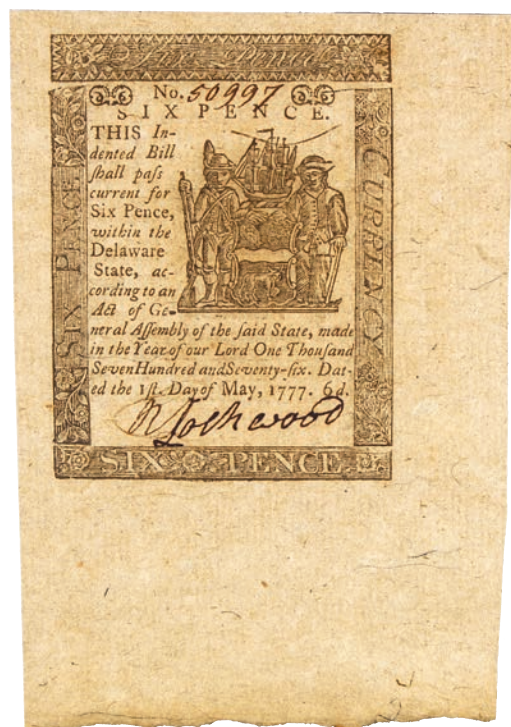 Five Pence
No. 50997
SIX PENCE.
THIS In-
dented Bill
ſhall paſs
current for
Six Pence,
within the
Delaware
State, ac-
cording to an
Act of Ge-
neral Aſſembly of the ſaid State, made
in the Year of our Lord One Thouſand
Seven Hundred and Seventy-ſix. Dat-
ed the 1ſt. Day of May, 1777. 6d.
N Lockwood
SIX PENCE
SIX PENCE
CURRENCY